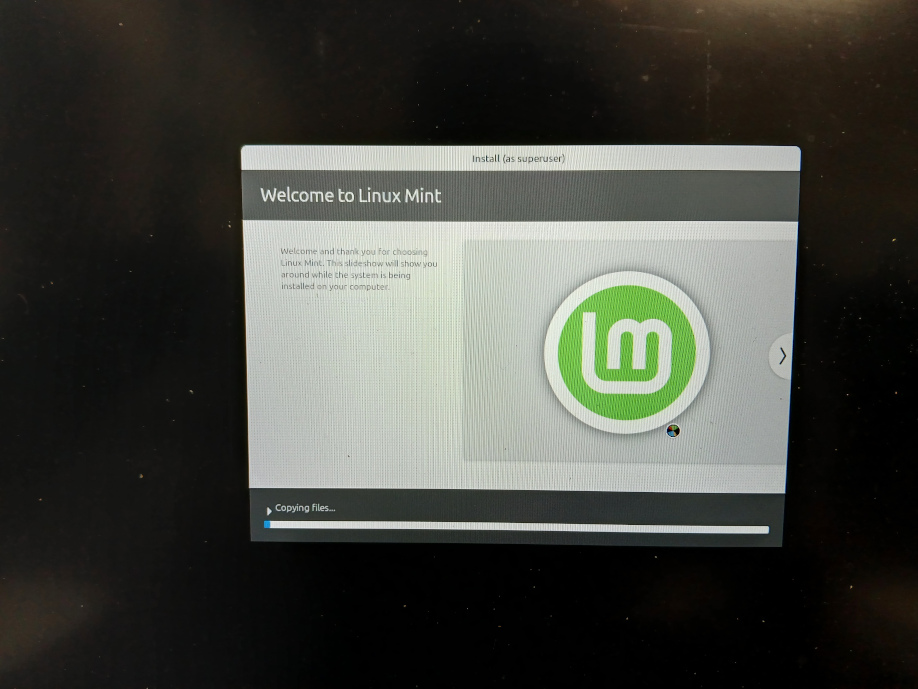 Install (as superuser)
Welcome to Linux Mint
Welcome and thank you for choosing
Linux Mint. This slideshow will show you
around while the system is being
installed on your computer.
Copying files...